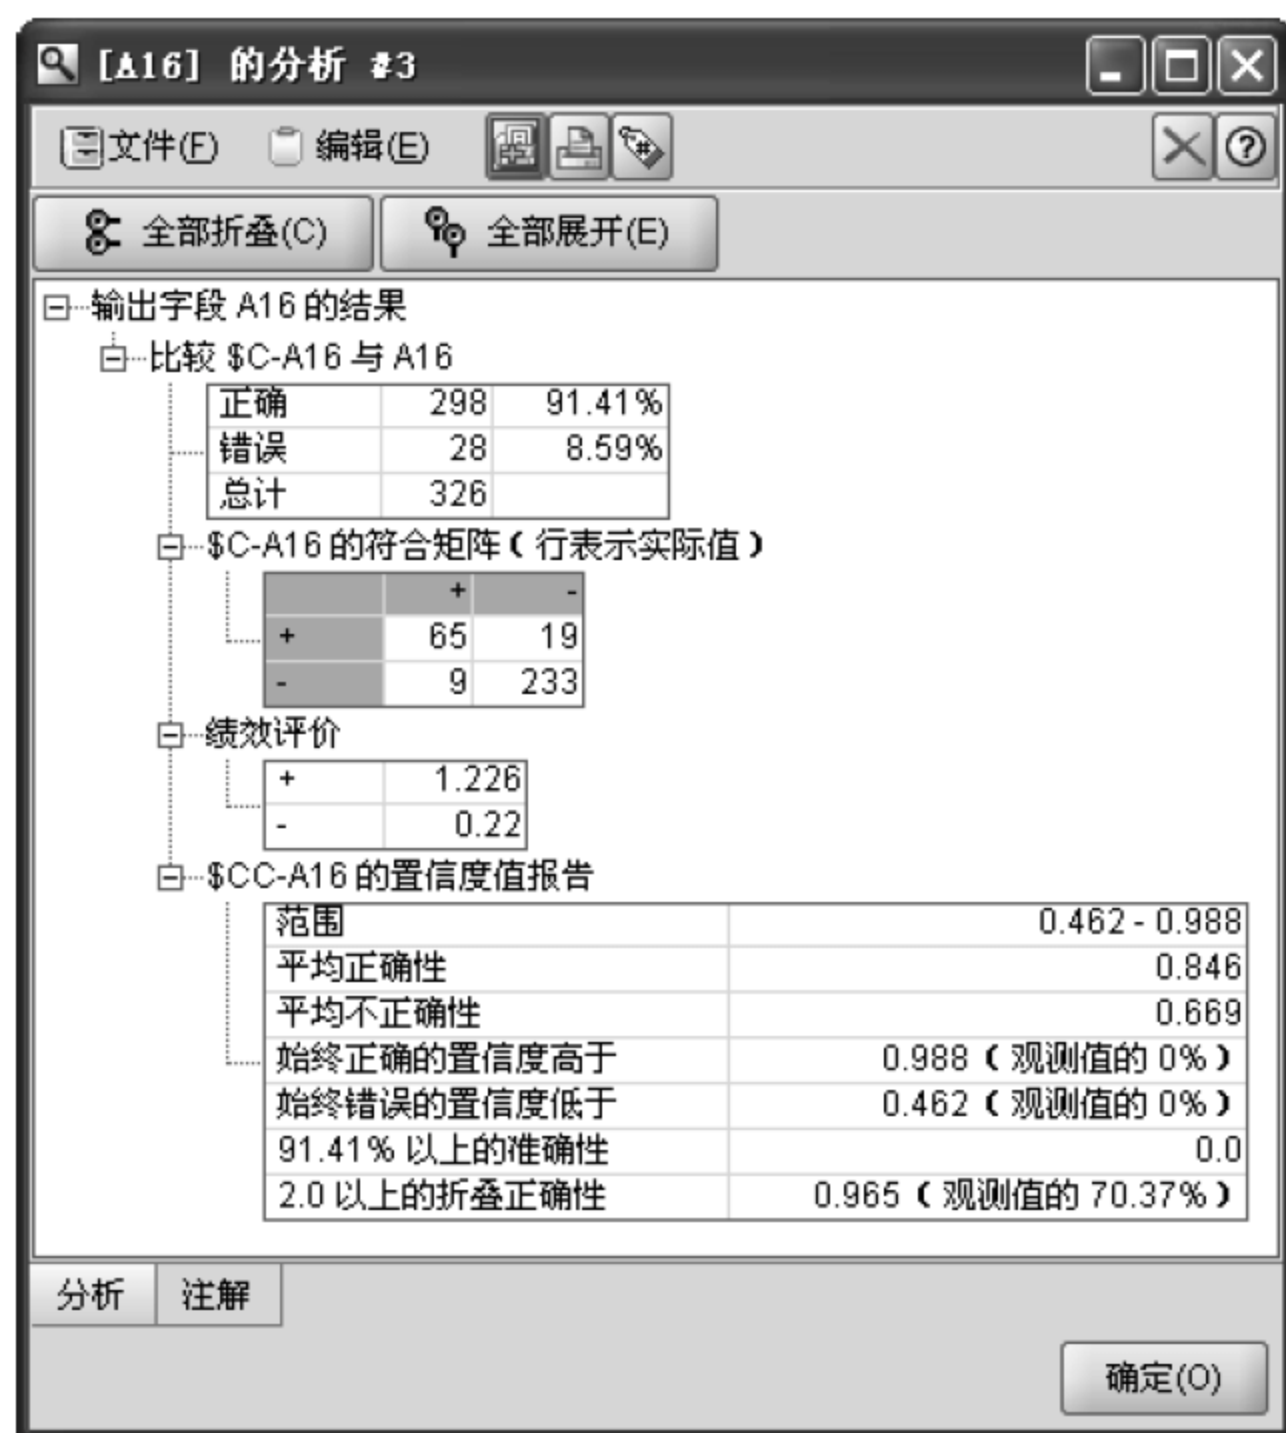 [A16] 的分析 #3
文件(F) 编辑(E)
全部折叠(C) 全部展开(E)
输出字段 A16 的结果
比较 $C-A16 与 A16
正确 298 91.41%
错误 28 8.59%
总计 326
$C-A16 的符合矩阵（行表示实际值）
+ -
+ 65 19
- 9 233
绩效评价
+ 1.226
- 0.22
$CC-A16 的置信度值报告
范围 0.462 - 0.988
平均正确性 0.846
平均不正确性 0.669
始终正确的置信度高于 0.988（观测值的 0%）
始终错误的置信度低于 0.462（观测值的 0%）
91.41% 以上的准确性 0.0
2.0 以上的折叠正确性 0.965（观测值的 70.37%）
分析 注解
确定(O)